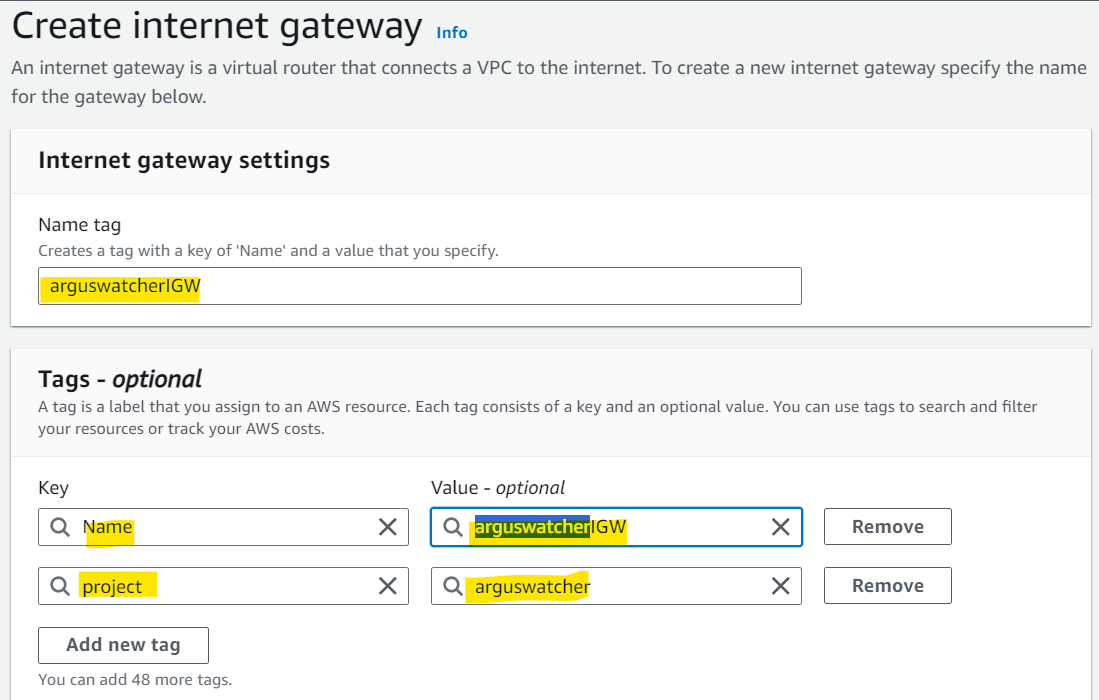 Create internet gateway Info
An internet gateway is a virtual router that connects a VPC to the internet. To create a new internet gateway specify the name
for the gateway below.
Internet gateway settings
Name tag
Creates a tag with a key of 'Name' and a value that you specify.
arguswatcherIGW
Tags - optional
A tag is a label that you assign to an AWS resource. Each tag consists of a key and an optional value. You can use tags to search and filter
your resources or track your AWS costs.
Key Value - optional
Name arguswatcherIGW Remove
project arguswatcher Remove
Add new tag
You can add 48 more tags.